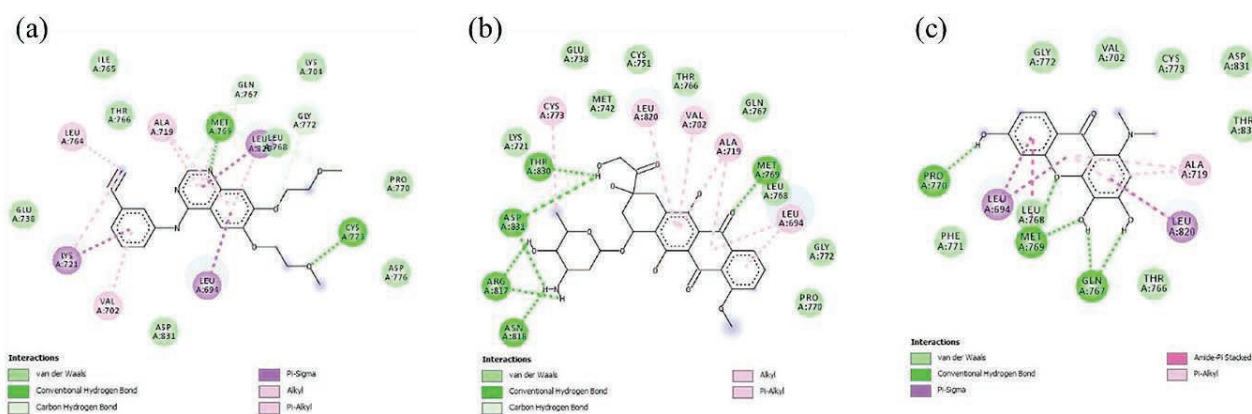 (a)
ILE
A:765
LYS
A:704
GLN
A:767
THR
A:766
MET
A:769
ALA
A:719
GLY
A:772
LEU
A:764
LEU
A:820
LEU
A:768
PRO
A:770
GLU
A:738
CYS
A:773
LYS
A:721
ASP
A:776
LEU
A:694
VAL
A:702
ASP
A:831
N
N
N
Interactions
van der Waals
Conventional Hydrogen Bond
Carbon Hydrogen Bond
Pi-Sigma
Alkyl
Pi-Alkyl
(b)
GLU
A:738
CYS
A:751
THR
A:766
CYS
A:773
MET
A:742
LEU
A:820
VAL
A:702
GLN
A:767
LYS
A:721
ALA
A:719
THR
A:830
MET
A:769
LEU
A:768
ASP
A:831
LEU
A:694
GLY
A:772
ARG
A:817
PRO
A:770
ASN
A:818
H
O
O
O
H
N
H
O
O
O
O
O
Interactions
van der Waals
Conventional Hydrogen Bond
Carbon Hydrogen Bond
Alkyl
Pi-Alkyl
(c)
GLY
A:772
VAL
A:702
CYS
A:773
ASP
A:831
THR
PRO
A:770
ALA
A:719
LEU
A:694
LEU
A:768
LEU
A:820
PHE
A:771
MET
A:769
GLN
A:767
THR
A:766
H
O
O
N
O
O
O
H
H
Interactions
van der Waals
Conventional Hydrogen Bond
Pi-Sigma
Amide-Pi Stacked
Pi-Alkyl